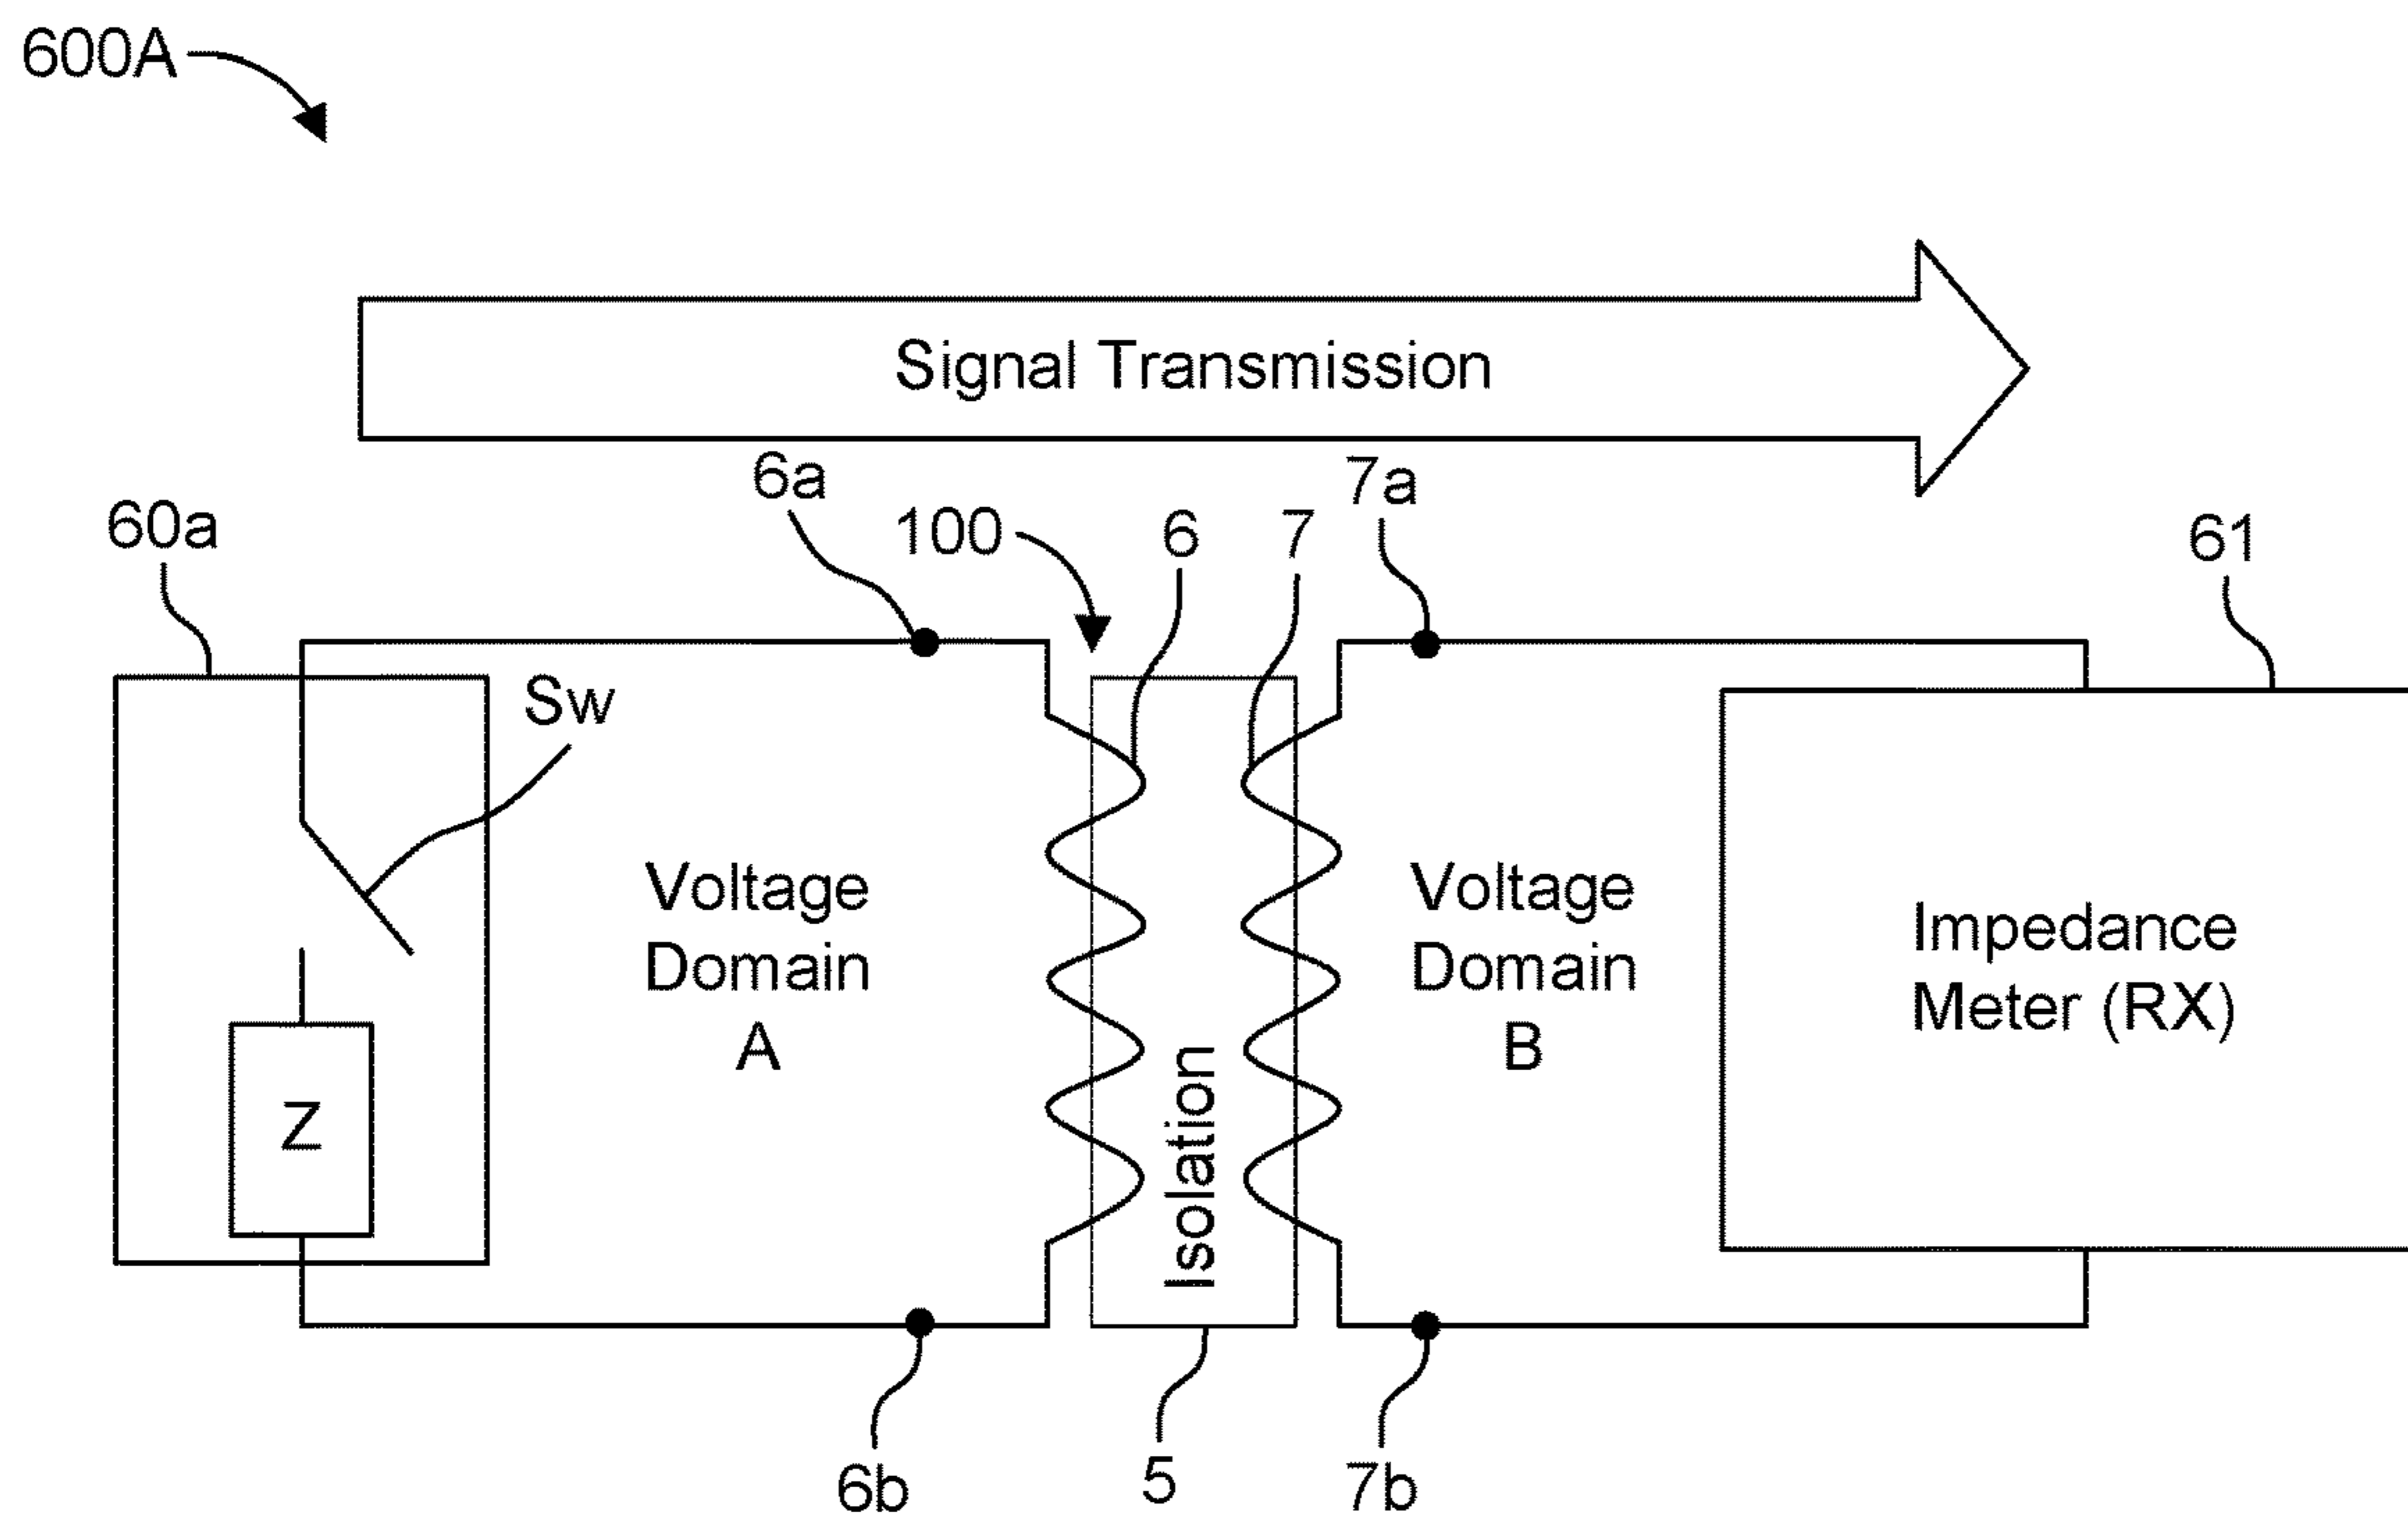 600A
Signal Transmission
6a
7a
60a
100
6
7
61
Sw
Voltage
Domain
A
Voltage
Domain
B
Impedance
Meter (RX)
Z
Isolation
6b
5
7b